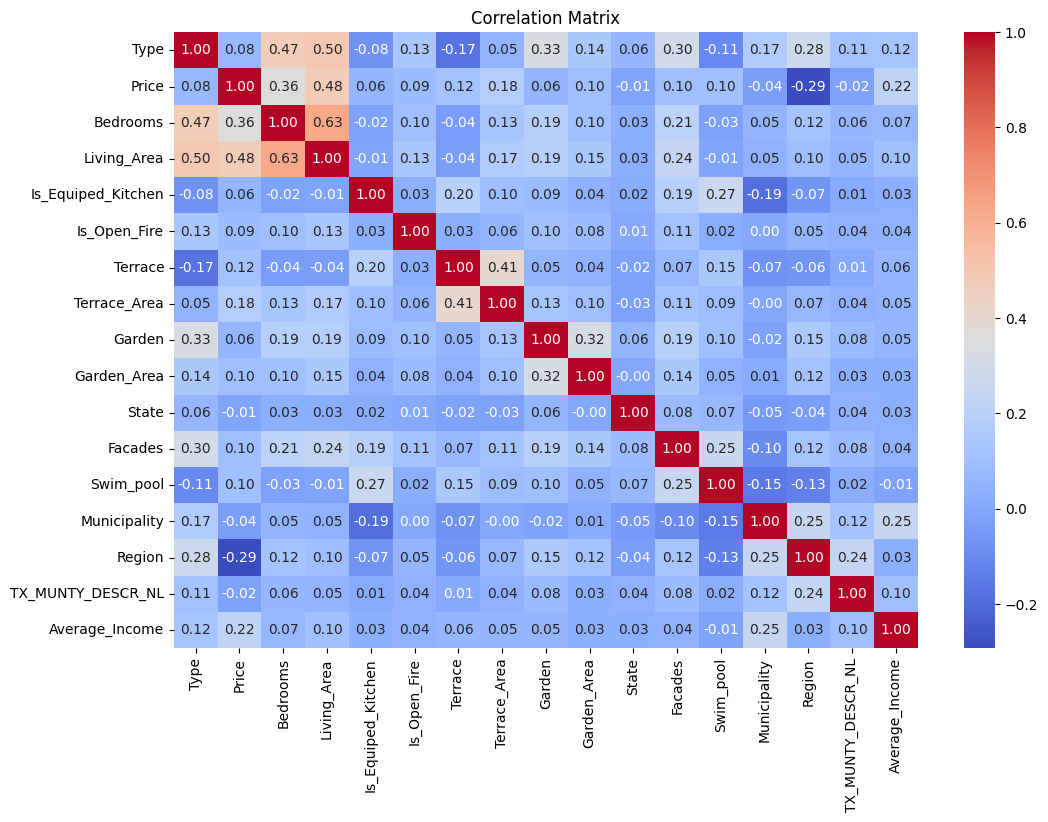 Correlation Matrix
Type 1.00 0.08 0.47 0.50 -0.08 0.13 -0.17 0.05 0.33 0.14 0.06 0.30 -0.11 0.17 0.28 0.11 0.12
Price 0.08 1.00 0.36 0.48 0.06 0.09 0.12 0.18 0.06 0.10 -0.01 0.10 0.10 -0.04 -0.29 -0.02 0.22
Bedrooms 0.47 0.36 1.00 0.63 -0.02 0.10 -0.04 0.13 0.19 0.10 0.03 0.21 -0.03 0.05 0.12 0.06 0.07
Living_Area 0.50 0.48 0.63 1.00 -0.01 0.13 -0.04 0.17 0.19 0.15 0.03 0.24 -0.01 0.05 0.10 0.05 0.10
Is_Equiped_Kitchen -0.08 0.06 -0.02 -0.01 1.00 0.03 0.20 0.10 0.09 0.04 0.02 0.19 0.27 -0.19 -0.07 0.01 0.03
Is_Open_Fire 0.13 0.09 0.10 0.13 0.03 1.00 0.03 0.06 0.10 0.08 0.01 0.11 0.02 0.00 0.05 0.04 0.04
Terrace -0.17 0.12 -0.04 -0.04 0.20 0.03 1.00 0.41 0.05 0.04 -0.02 0.07 0.15 -0.07 -0.06 0.01 0.06
Terrace_Area 0.05 0.18 0.13 0.17 0.10 0.06 0.41 1.00 0.13 0.10 -0.03 0.11 0.09 -0.00 0.07 0.04 0.05
Garden 0.33 0.06 0.19 0.19 0.09 0.10 0.05 0.13 1.00 0.32 0.06 0.19 0.10 -0.02 0.15 0.08 0.05
Garden_Area 0.14 0.10 0.10 0.15 0.04 0.08 0.04 0.10 0.32 1.00 -0.00 0.14 0.05 0.01 0.12 0.03 0.03
State 0.06 -0.01 0.03 0.03 0.02 0.01 -0.02 -0.03 0.06 -0.00 1.00 0.08 0.07 -0.05 -0.04 0.04 0.03
Facades 0.30 0.10 0.21 0.24 0.19 0.11 0.07 0.11 0.19 0.14 0.08 1.00 0.25 -0.10 0.12 0.08 0.04
Swim_pool -0.11 0.10 -0.03 -0.01 0.27 0.02 0.15 0.09 0.10 0.05 0.07 0.25 1.00 -0.15 -0.13 0.02 -0.01
Municipality 0.17 -0.04 0.05 0.05 -0.19 0.00 -0.07 -0.00 -0.02 0.01 -0.05 -0.10 -0.15 1.00 0.25 0.12 0.25
Region 0.28 -0.29 0.12 0.10 -0.07 0.05 -0.06 0.07 0.15 0.12 -0.04 0.12 -0.13 0.25 1.00 0.24 0.03
TX_MUNTY_DESCR_NL 0.11 -0.02 0.06 0.05 0.01 0.04 0.01 0.04 0.08 0.03 0.04 0.08 0.02 0.12 0.24 1.00 0.10
Average_Income 0.12 0.22 0.07 0.10 0.03 0.04 0.06 0.05 0.05 0.03 0.03 0.04 -0.01 0.25 0.03 0.10 1.00
Type
Price
Bedrooms
Living_Area
Is_Equiped_Kitchen
Is_Open_Fire
Terrace
Terrace_Area
Garden
Garden_Area
State
Facades
Swim_pool
Municipality
Region
TX_MUNTY_DESCR_NL
Average_Income
1.0
0.8
0.6
0.4
0.2
0.0
−0.2